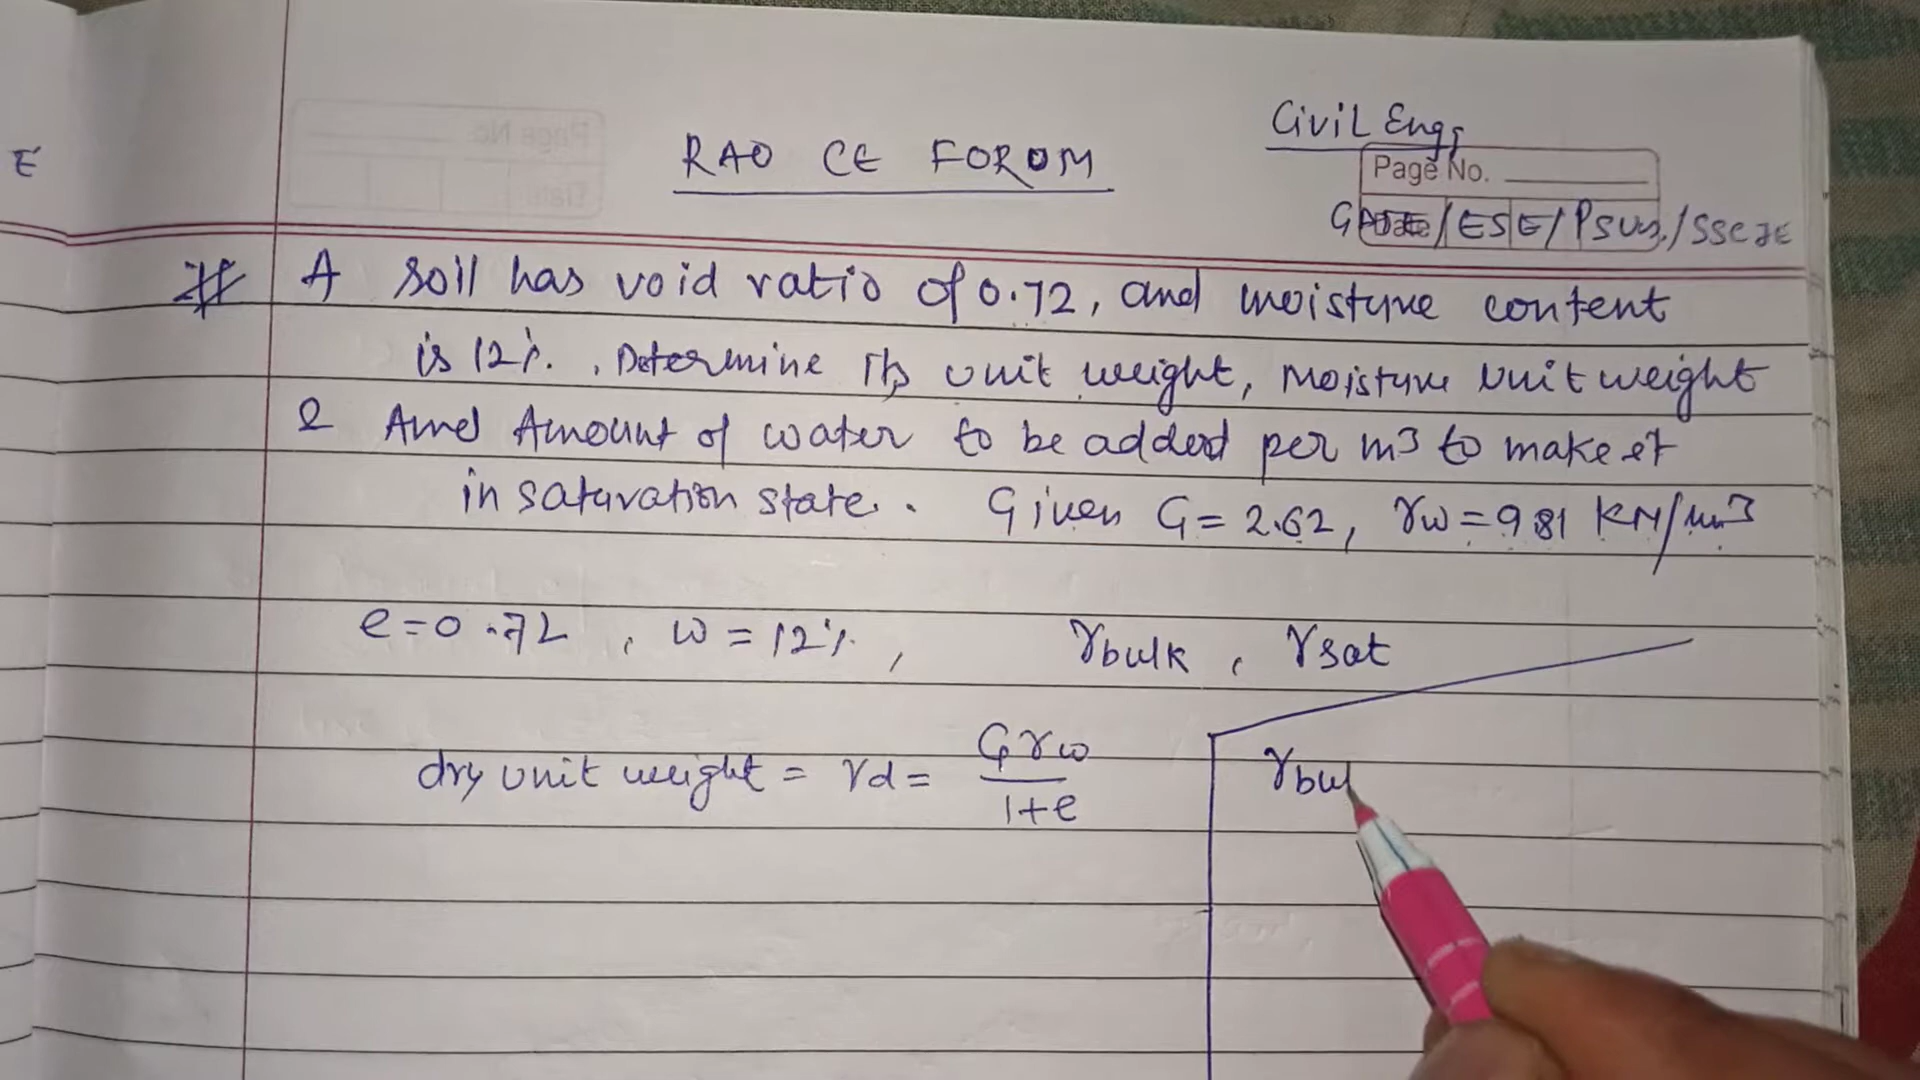 E
RAO CE FOROM
Civil Engg
Page No.
GATE/ESE/PSUs./SSC JE
# A soil has void ratio of 0.72, and moisture content
is 12%. . Determine Its unit weight, Moisture unit weight
& And Amount of water to be added per m3 to make it
in saturation state. . Given G = 2.62, γw = 9.81 KN/m3
e = 0.72 , w = 12% , γbulk , γsat
dry unit weight = γd = Gγw / 1+e
γbul